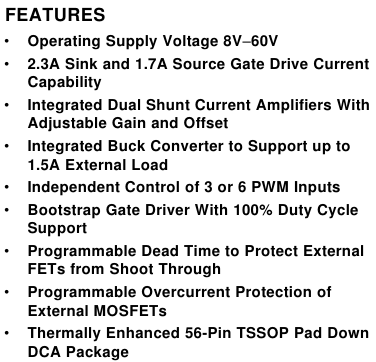 FEATURES
• Operating Supply Voltage 8V–60V
• 2.3A Sink and 1.7A Source Gate Drive Current
Capability
• Integrated Dual Shunt Current Amplifiers With
Adjustable Gain and Offset
• Integrated Buck Converter to Support up to
1.5A External Load
• Independent Control of 3 or 6 PWM Inputs
• Bootstrap Gate Driver With 100% Duty Cycle
Support
• Programmable Dead Time to Protect External
FETs from Shoot Through
• Programmable Overcurrent Protection of
External MOSFETs
• Thermally Enhanced 56-Pin TSSOP Pad Down
DCA Package